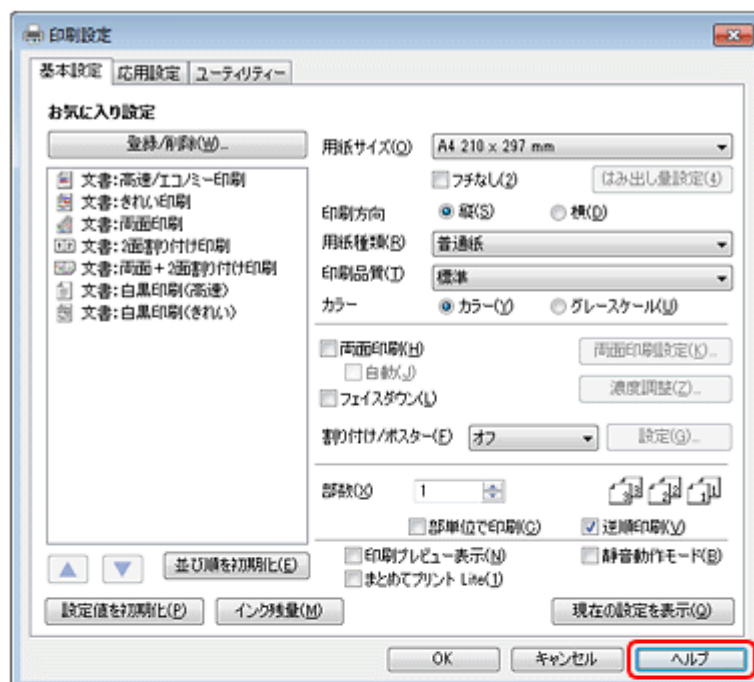 印刷設定
基本設定 応用設定 ユーティリティー
お気に入り設定
登録/削除(W)...
文書:高速/エコノミー印刷
文書:きれい印刷
文書:両面印刷
文書:2面割り付け印刷
文書:両面+2面割り付け印刷
文書:白黒印刷(高速)
文書:白黒印刷(きれい)
並び順を初期化(E)
用紙サイズ(O) A4 210 x 297 mm
フチなし(2) はみ出し量設定(4)
印刷方向 縦(S) 横(D)
用紙種類(R) 普通紙
印刷品質(T) 標準
カラー カラー(Y) グレースケール(U)
両面印刷(H) 両面印刷設定(K)...
自動(J)
フェイスダウン(L) 濃度調整(Z)...
割り付け/ポスター(F) オフ 設定(G)...
部数(X) 1 3 3 2 2 1 1
部単位で印刷(C) 逆順印刷(V)
印刷プレビュー表示(N) 静音動作モード(B)
まとめてプリント Lite(1)
設定値を初期化(P) インク残量(M) 現在の設定を表示(Q)
OK キャンセル ヘルプ